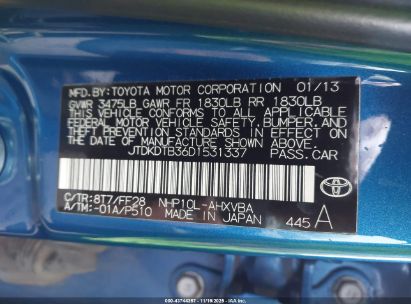 MFD.BY:TOYOTA MOTOR CORPORATION 01/13
GVWR 3475LB GAWR FR 1830LB RR 1830LB
THIS VEHICLE CONFORMS TO ALL APPLICABLE
FEDERAL MOTOR VEHICLE SAFETY, BUMPER, AND
THEFT PREVENTION STANDARDS IN EFFECT ON
THE DATE OF MANUFACTURE SHOWN ABOVE.
JTDKDTB36D1531337 PASS.CAR
C/TR:8T7/FF28 NHP10L-AHXVBA
A/TM:-01A/P510 MADE IN JAPAN 445 A
TOYOTA